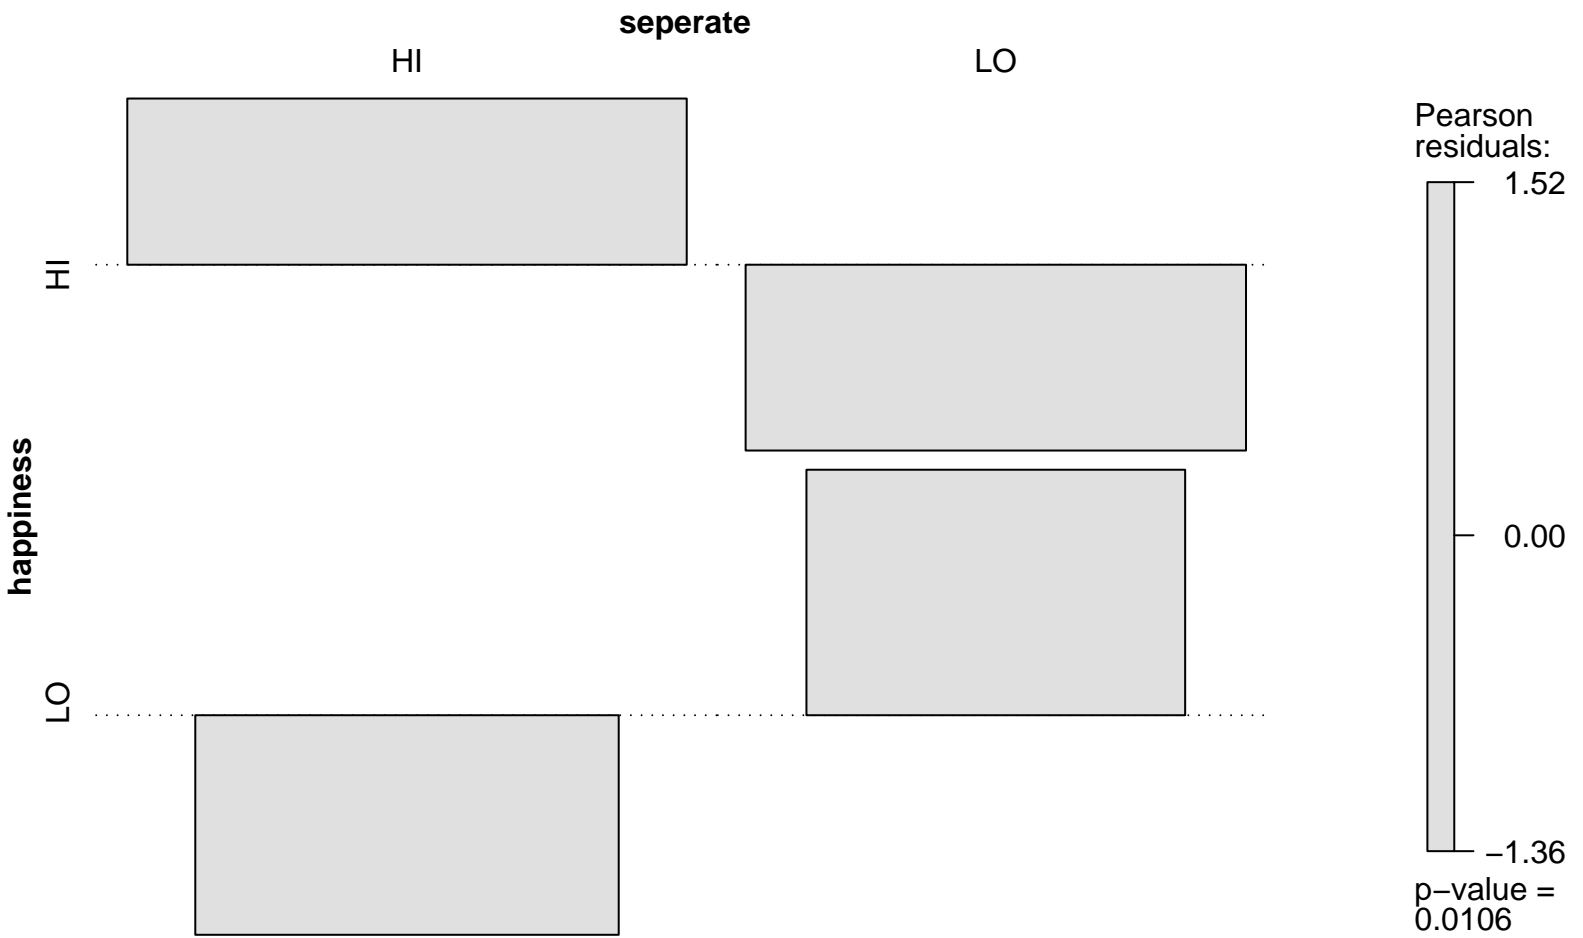 seperate
HI
LO
HI
LO
happiness
Pearson
residuals:
1.52
0.00
−1.36
p−value =
0.0106